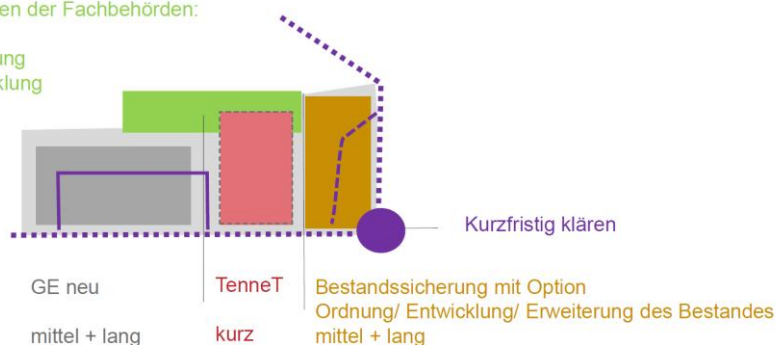 en der Fachbehörden:
ung
klung
Kurzfristig klären
GE neu
mittel + lang
TenneT
kurz
Bestandssicherung mit Option
Ordnung/ Entwicklung/ Erweiterung des Bestandes
mittel + lang